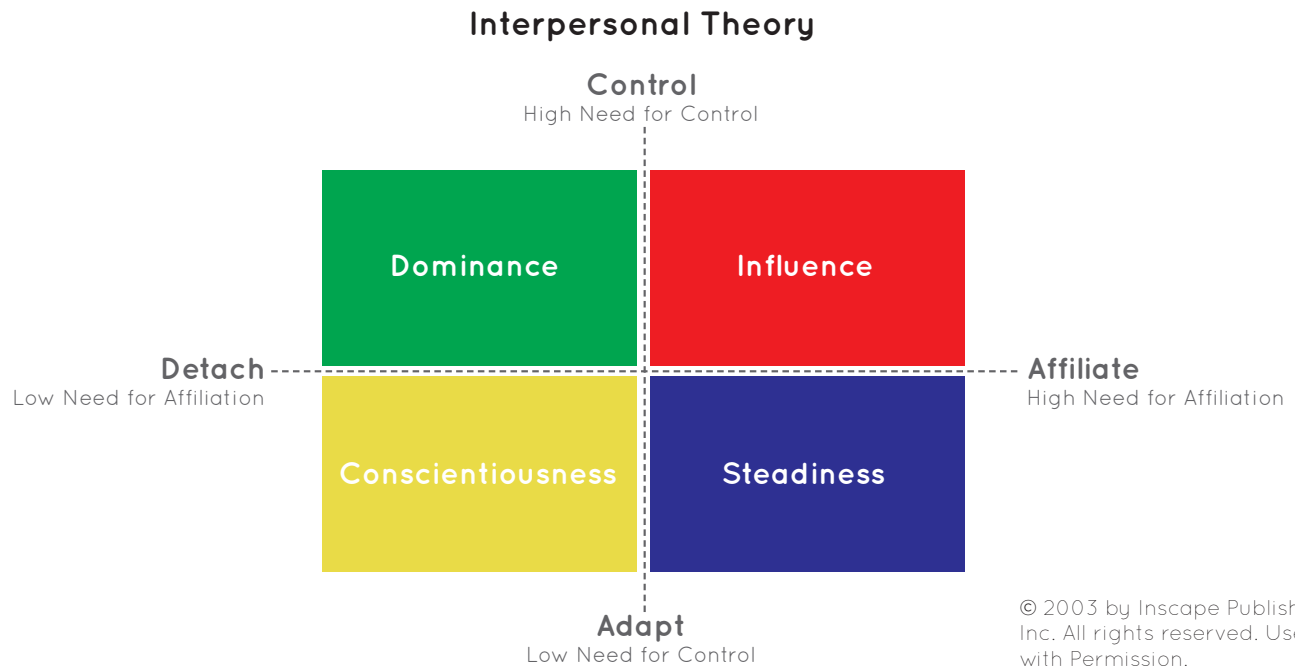 Interpersonal Theory
Control
High Need for Control
Dominance
Influence
Detach
Low Need for Affiliation
Affiliate
High Need for Affiliation
Conscientiousness
Steadiness
Adapt
Low Need for Control
© 2003 by Inscape Publish
Inc. All rights reserved. Use
with Permission.